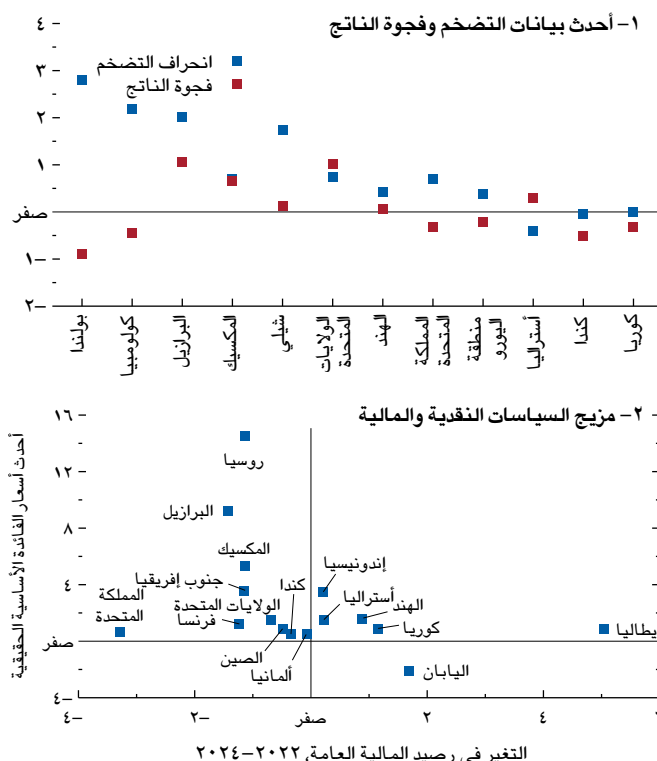 ١- أحدث بيانات التضخم وفجوة الناتج
انحراف التضخم
فجوة الناتج
٤
٣
٢
١
صفر
١–
٢–
بولندا
كولومبيا
البرازيل
المكسيك
شيلي
الولايات
المتحدة
الهند
المملكة
المتحدة
منطقة
اليورو
أستراليا
كندا
كوريا
٢- مزيج السياسات النقدية والمالية
أحدث أسعار الفائدة الأساسية الحقيقية
١٦
١٢
٨
٤
صفر
٤–
روسيا
البرازيل
المكسيك
جنوب إفريقيا
المملكة
المتحدة
الولايات المتحدة
فرنسا
كندا
الصين
ألمانيا
إندونيسيا
أستراليا
الهند
كوريا
يطاليا
اليابان
٤–
٢–
صفر
٢
٤
التغير في رصيد المالية العامة، ٢٠٢٢–٢٠٢٤